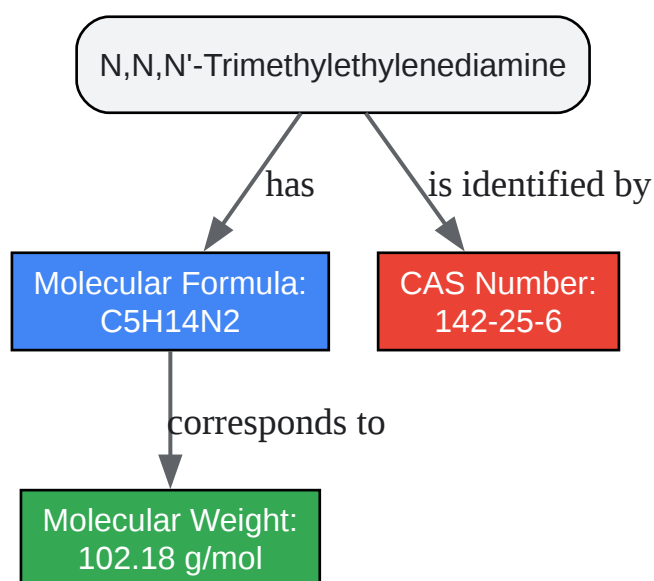 N,N,N'-Trimethylethylenediamine
has
is identified by
Molecular Formula:
C5H14N2
CAS Number:
142-25-6
corresponds to
Molecular Weight:
102.18 g/mol